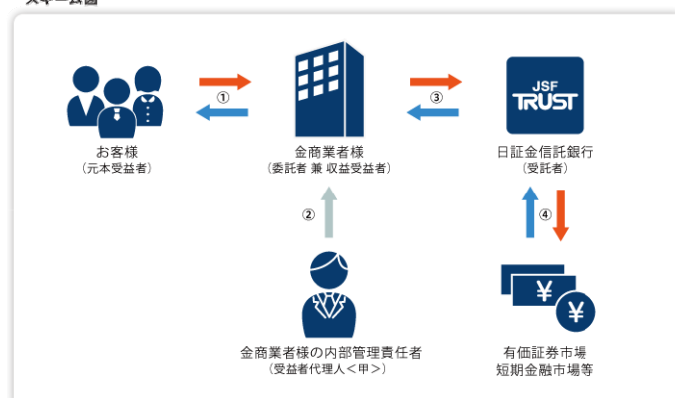 スキーム図
①
③
JSF
TRUST
お客様
(元本受益者)
金商業者様
(委託者 兼 収益受益者)
日証金信託銀行
(受託者)
②
④
¥
¥
金商業者様の内部管理責任者
(受益者代理人<甲>)
有価証券市場
短期金融市場等